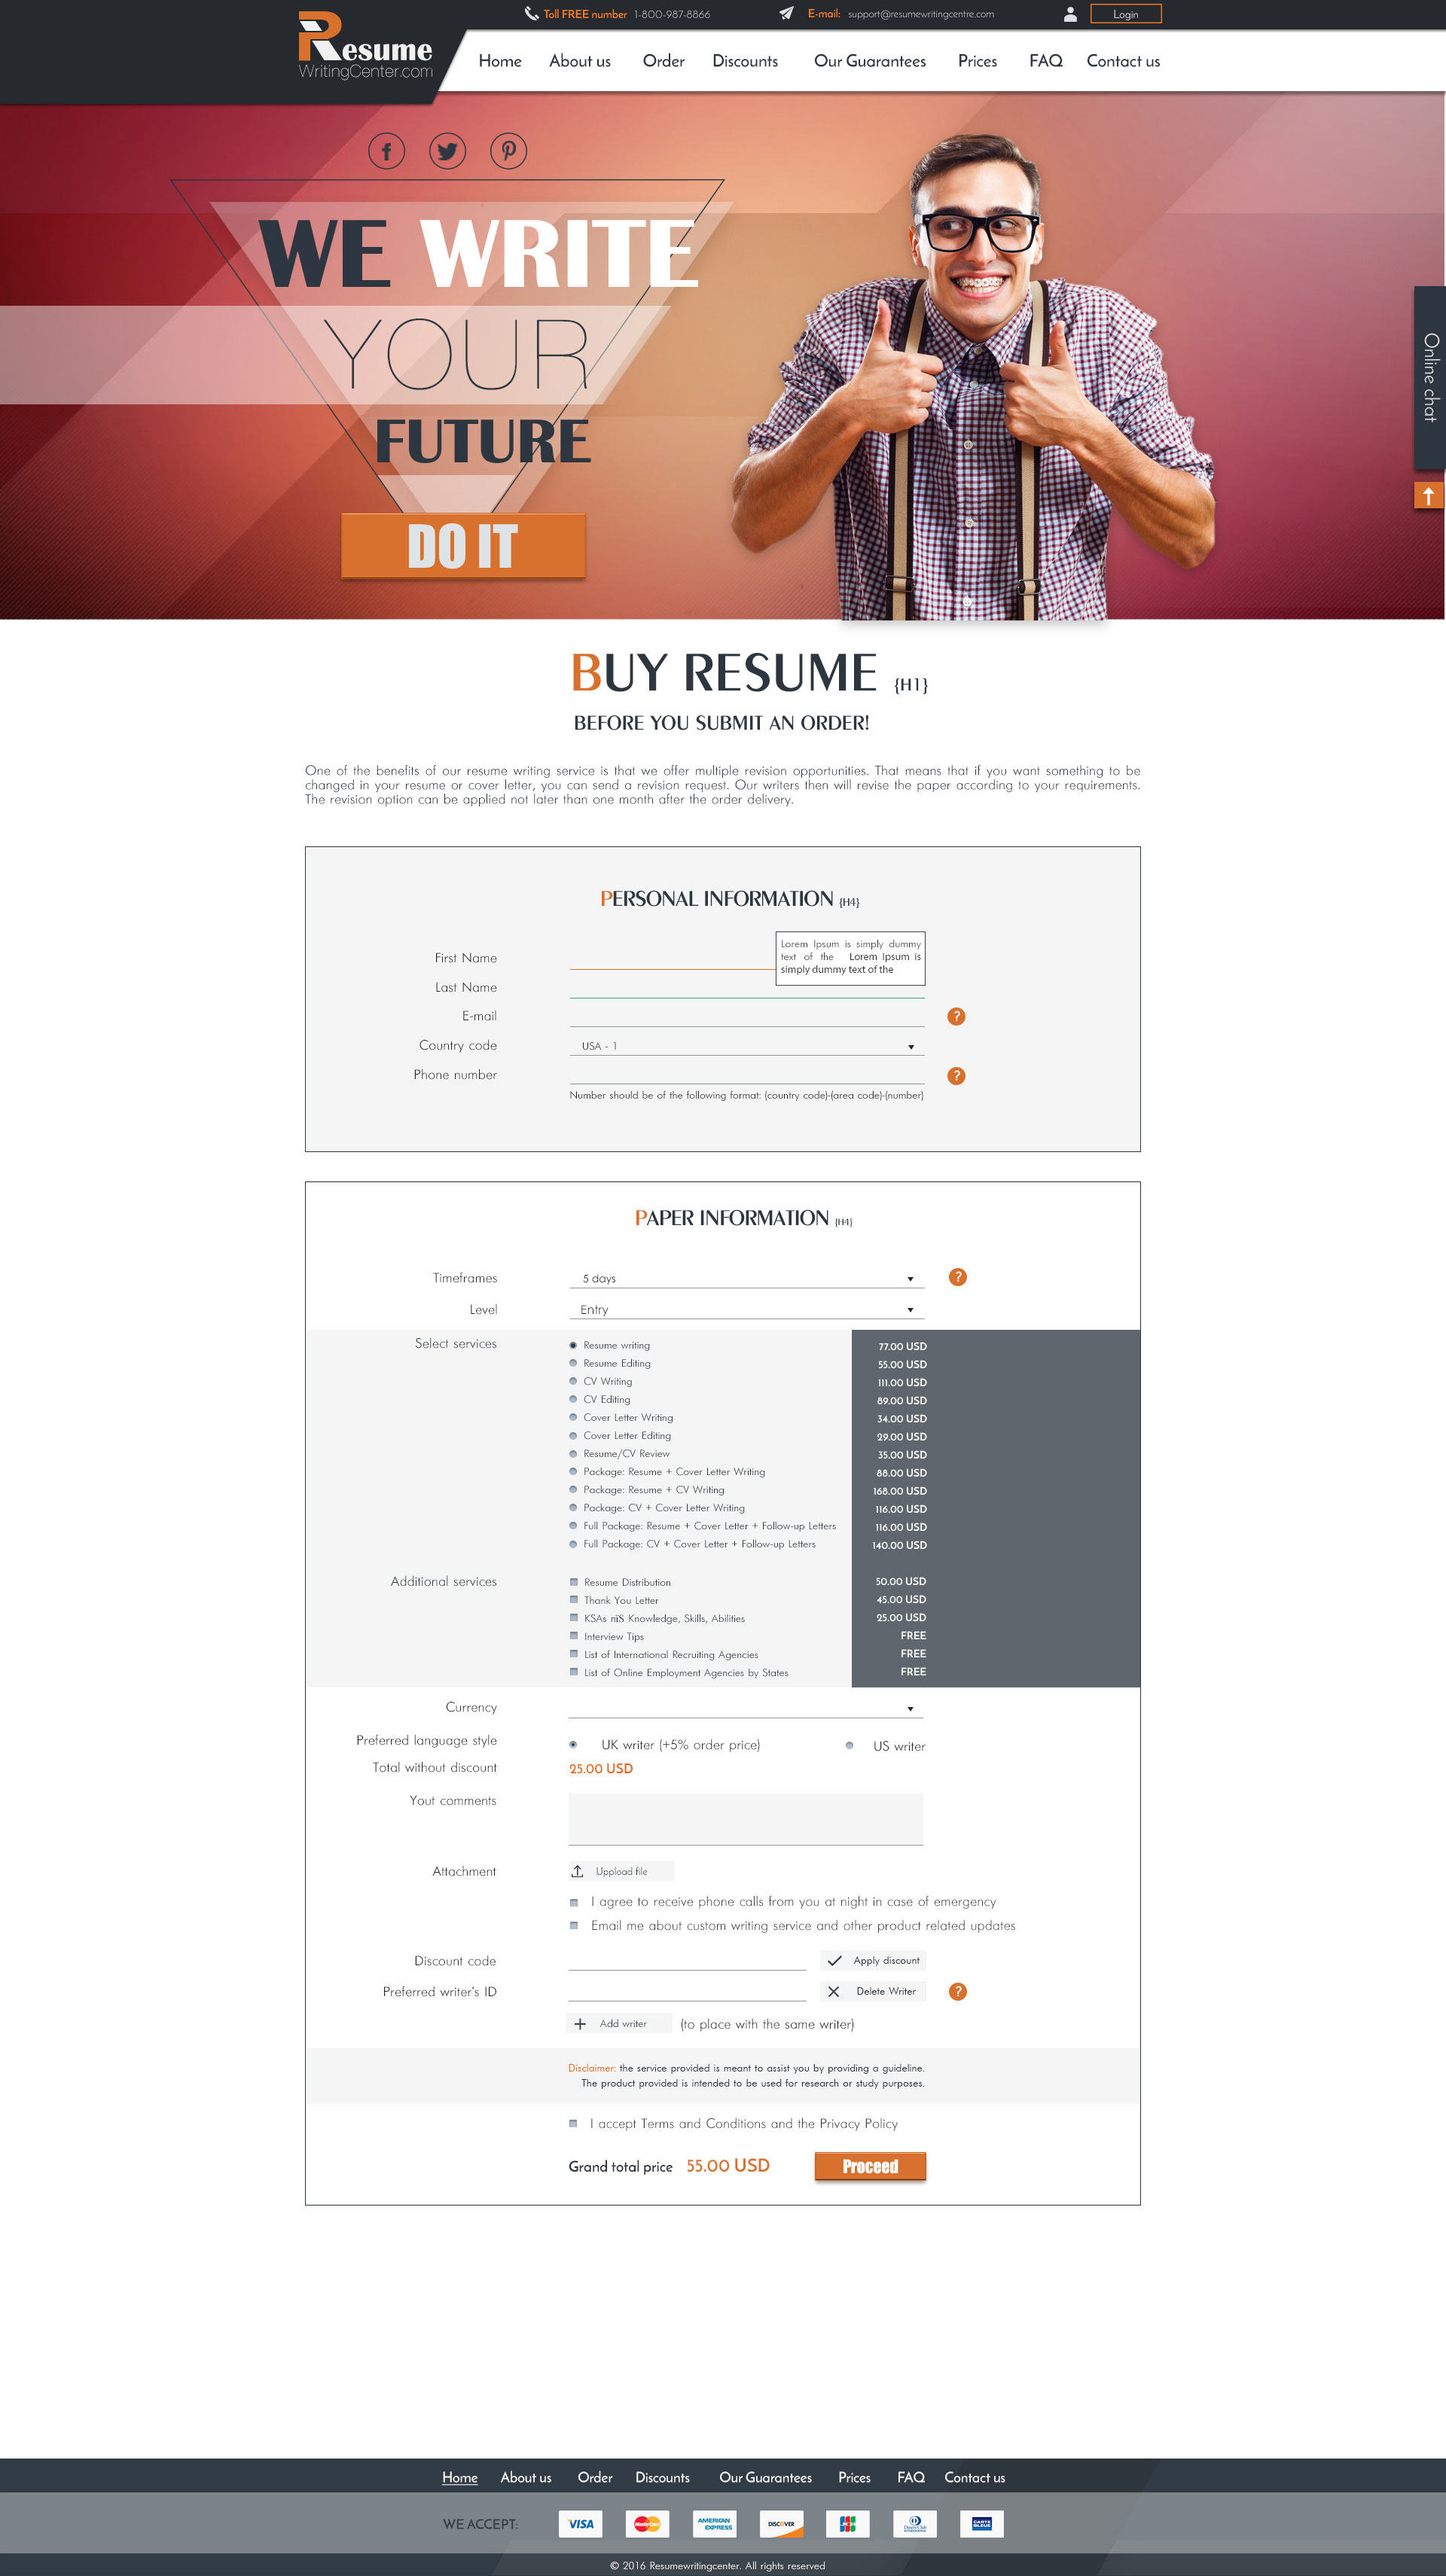 Toll FREE number 1-800-987-8866 E-mail: support@resumewritingcentre.com Login
Resume
WritingCenter.com
Home About us Order Discounts Our Guarantees Prices FAQ Contact us
WE WRITE
YOUR
FUTURE
DO IT
Online chat
BUY RESUME {H1}
BEFORE YOU SUBMIT AN ORDER!
One of the benefits of our resume writing service is that we offer multiple revision opportunities. That means that if you want something to be
changed in your resume or cover letter, you can send a revision request. Our writers then will revise the paper according to your requirements.
The revision option can be applied not later than one month after the order delivery.
PERSONAL INFORMATION {H4}
Lorem Ipsum is simply dummy
text of the Lorem Ipsum is
simply dummy text of the
First Name
Last Name
E-mail ?
Country code USA - 1
Phone number ?
Number should be of the following format: (country code)-(area code)-(number)
PAPER INFORMATION {H4}
Timeframes 5 days ?
Level Entry
Select services Resume writing 77.00 USD
Resume Editing 55.00 USD
CV Writing 111.00 USD
CV Editing 89.00 USD
Cover Letter Writing 34.00 USD
Cover Letter Editing 29.00 USD
Resume/CV Review 35.00 USD
Package: Resume + Cover Letter Writing 88.00 USD
Package: Resume + CV Writing 168.00 USD
Package: CV + Cover Letter Writing 116.00 USD
Full Package: Resume + Cover Letter + Follow-up Letters 116.00 USD
Full Package: CV + Cover Letter + Follow-up Letters 140.00 USD
Additional services Resume Distribution 50.00 USD
Thank You Letter 45.00 USD
KSAs пїЅ Knowledge, Skills, Abilities 25.00 USD
Interview Tips FREE
List of International Recruiting Agencies FREE
List of Online Employment Agencies by States FREE
Currency
Preferred language style UK writer (+5% order price) US writer
Total without discount 25.00 USD
Yout comments
Attachment Uppload file
I agree to receive phone calls from you at night in case of emergency
Email me about custom writing service and other product related updates
Discount code Apply discount
Preferred writer's ID Delete Writer ?
Add writer (to place with the same writer)
Disclaimer: the service provided is meant to assist you by providing a guideline.
The product provided is intended to be used for research or study purposes.
I accept Terms and Conditions and the Privacy Policy
Grand total price 55.00 USD Proceed
Home About us Order Discounts Our Guarantees Prices FAQ Contact us
WE ACCEPT: VISA MasterCard AMERICAN EXPRESS DISCOVER JCB Diners Club INTERNATIONAL CARTE BLEUE
© 2016 Resumewritingcenter. All rights reserved